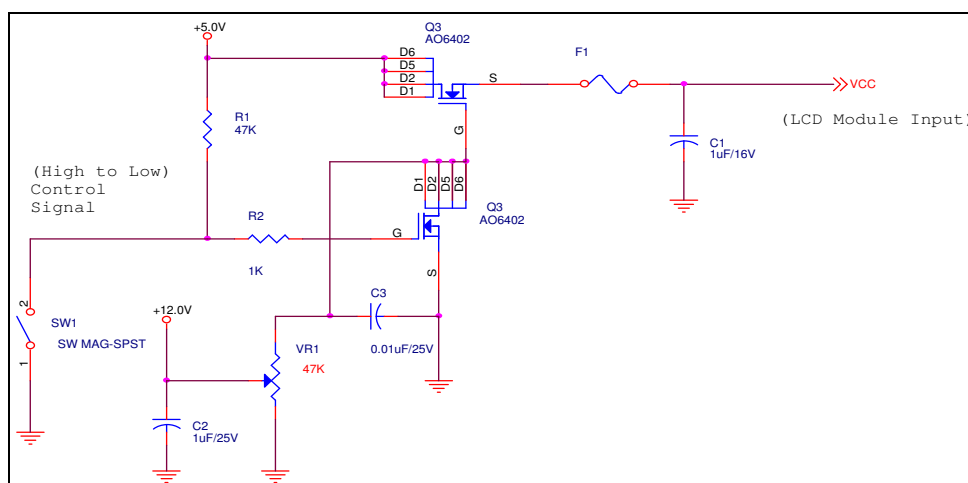 Q3
AO6402
+5.0V
F1
D6
D5
D2
D1
S
G
VCC
(LCD Module Input)
R1
47K
C1
1uF/16V
(High to Low)
Control
Signal
D1
D2
D5
D6
Q3
AO6402
R2
1K
G
S
C3
0.01uF/25V
+12.0V
2
SW1
SW MAG-SPST
1
VR1
47K
C2
1uF/25V